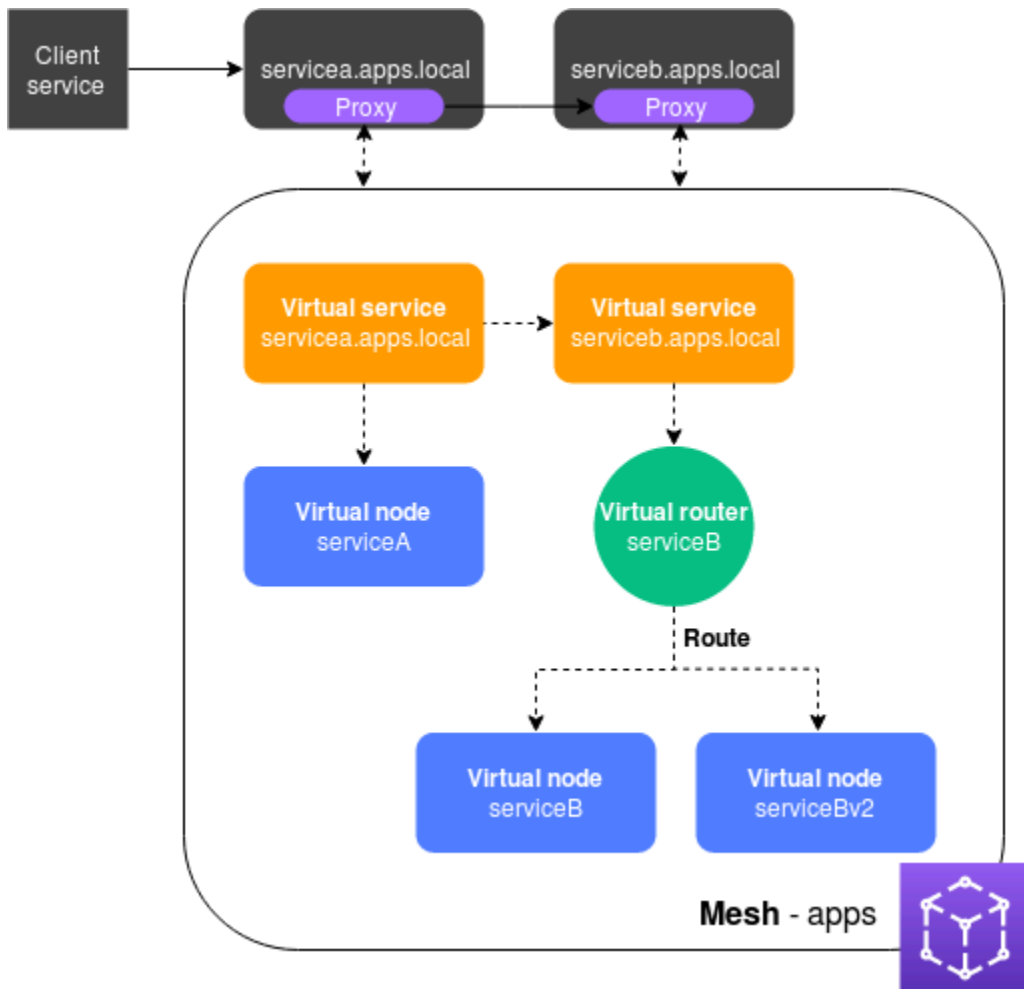 Client
service
servicea.apps.local
Proxy
serviceb.apps.local
Proxy
Virtual service
servicea.apps.local
Virtual service
serviceb.apps.local
Virtual node
serviceA
Virtual router
serviceB
Route
Virtual node
serviceB
Virtual node
serviceBv2
Mesh - apps